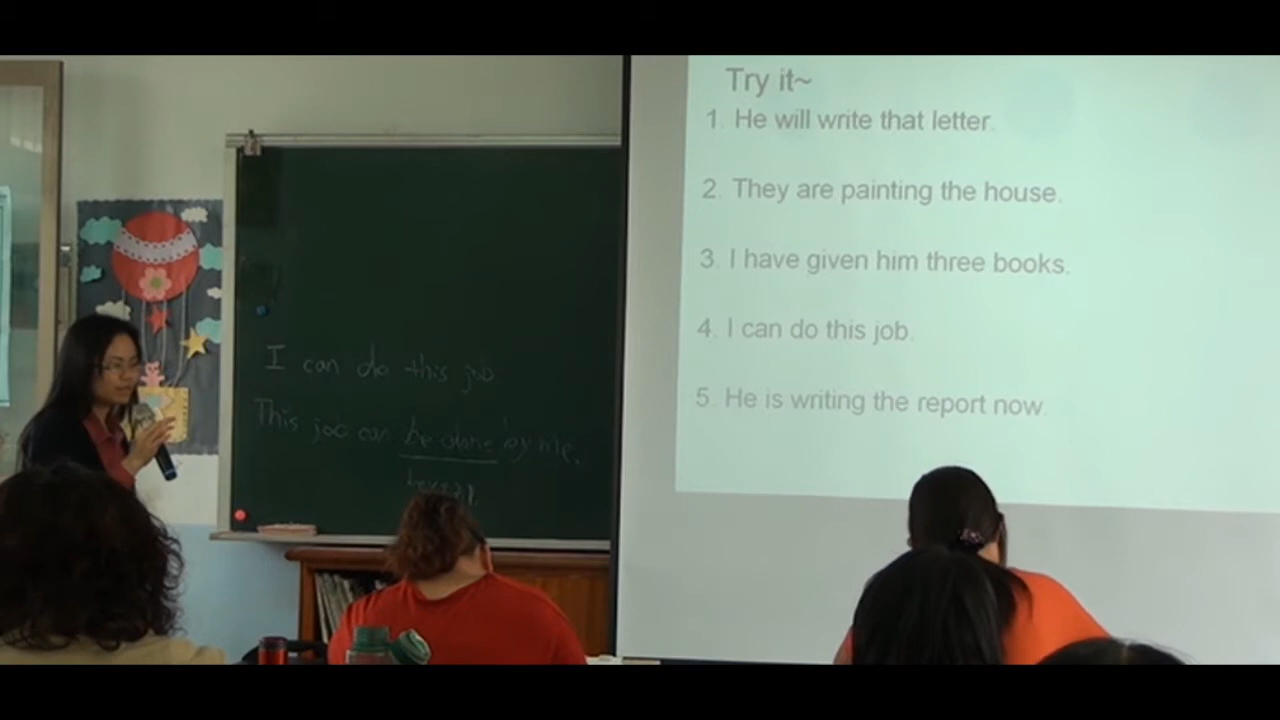 Try it~
1. He will write that letter.
2. They are painting the house.
3. I have given him three books.
4. I can do this job.
5. He is writing the report now.
I can do this job
This job can be done by me.